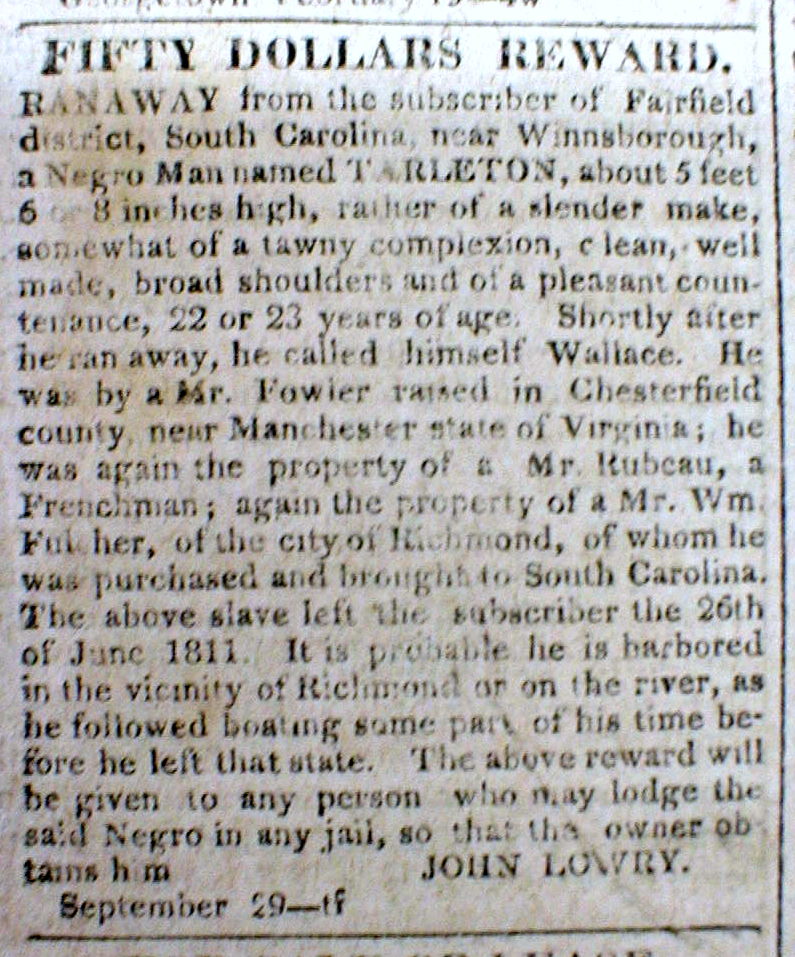 FIFTY DOLLARS REWARD.
RANAWAY from the subscriber of Fairfield
district, South Carolina, near Winnsborough,
a Negro Man named TARLETON, about 5 feet
6 or 8 inches high, rather of a slender make,
somewhat of a tawny complexion, clean, well
made, broad shoulders and of a pleasant coun-
tenance, 22 or 23 years of age. Shortly after
he ran away, he called himself Wallace. He
was by a Mr. Fowler raised in Chesterfield
county, near Manchester state of Virginia; he
was again the property of a Mr. Rubeau, a
Frenchman; again the property of a Mr. Wm.
Fulcher, of the city of Richmond, of whom he
was purchased and brought to South Carolina.
The above slave left the subscriber the 26th
of June 1811. It is probable he is harbored
in the vicinity of Richmond or on the river, as
he followed boating some part of his time be-
fore he left that state. The above reward will
be given to any person who may lodge the
said Negro in any jail, so that the owner ob-
tains him JOHN LOWRY.
September 29—tf